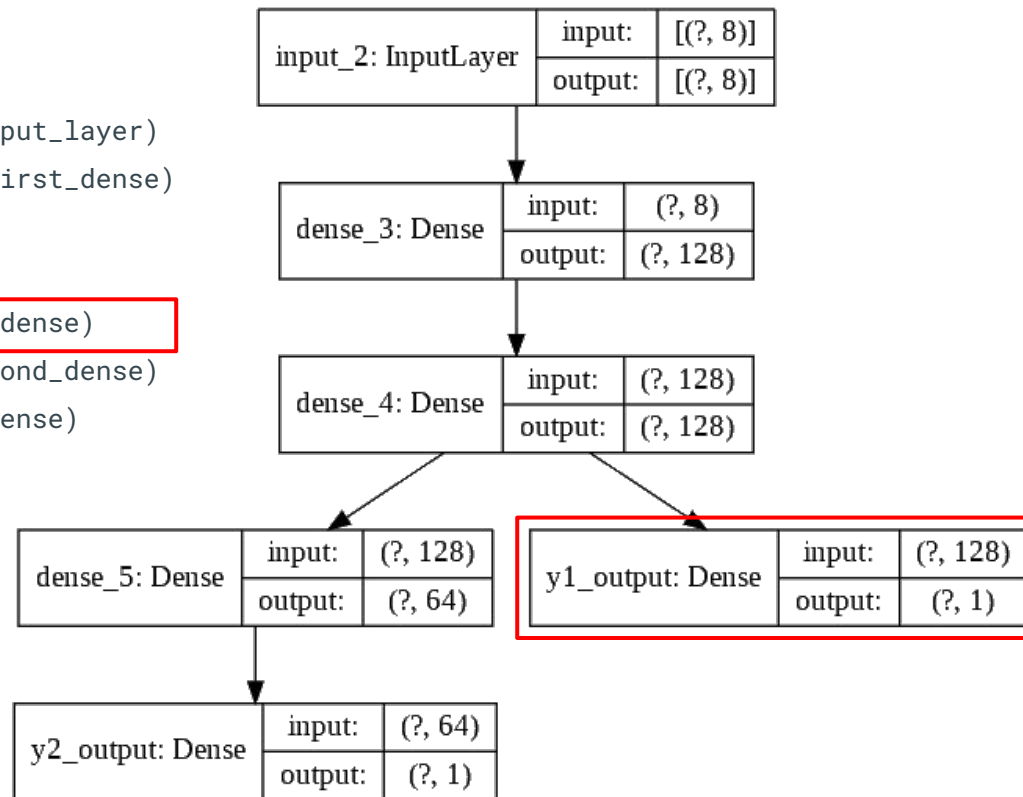 put_layer)
irst_dense)
dense)
ond_dense)
ense)
input_2: InputLayer
input: [(?, 8)]
output: [(?, 8)]
dense_3: Dense
input: (?, 8)
output: (?, 128)
dense_4: Dense
input: (?, 128)
output: (?, 128)
dense_5: Dense
input: (?, 128)
output: (?, 64)
y1_output: Dense
input: (?, 128)
output: (?, 1)
y2_output: Dense
input: (?, 64)
output: (?, 1)